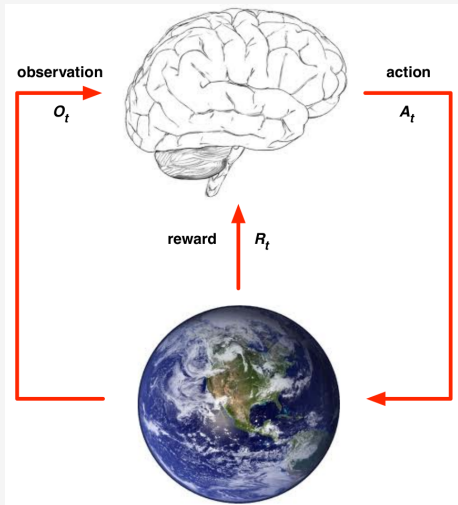 observation
action
O_t
A_t
reward
R_t